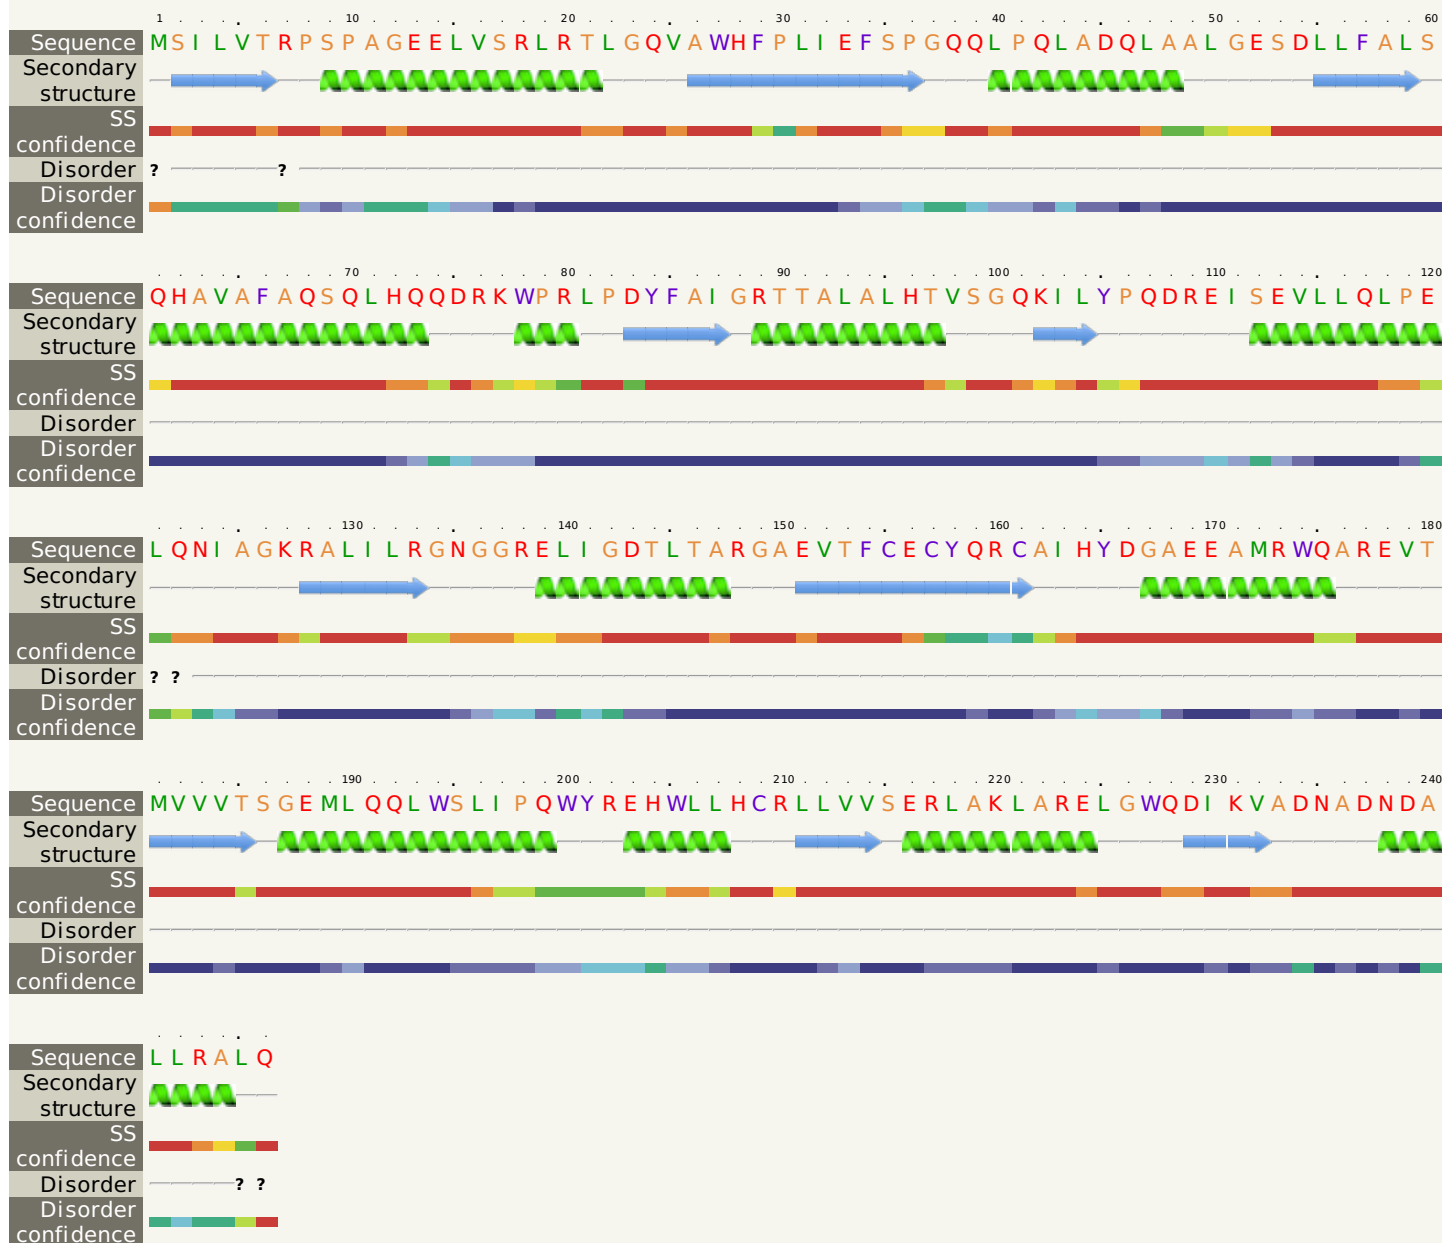 1 . . . . . . . . 10 . . . . . . . . . 20 . . . . . . . . . 30 . . . . . . . . . 40 . . . . . . . . . 50 . . . . . . . . . 60
Sequence MSILVTRPSPAGEELVSRLRTLGQVAWHFPLIEFSPGQQLPQLADQLAALGESDLLFALS
Secondary
structure
SS
confidence
Disorder ? ?
Disorder
confidence
. . . . . . . . . 70 . . . . . . . . . 80 . . . . . . . . . 90 . . . . . . . . . 100 . . . . . . . . . 110 . . . . . . . . . 120
Sequence QHAVAFAQSQLHQQDRKWPRLPDYFAIGRTTALALHTVSGQKILYPQDREISEVLLQLPE
Secondary
structure
SS
confidence
Disorder
Disorder
confidence
. . . . . . . . . 130 . . . . . . . . . 140 . . . . . . . . . 150 . . . . . . . . . 160 . . . . . . . . . 170 . . . . . . . . . 180
Sequence LQNIAGKRALILRGNGGRELIGDTLTARGAEVTFCECYQRCAIHYDGAEEAMRWQAREVT
Secondary
structure
SS
confidence
Disorder ? ?
Disorder
confidence
. . . . . . . . . 190 . . . . . . . . . 200 . . . . . . . . . 210 . . . . . . . . . 220 . . . . . . . . . 230 . . . . . . . . . 240
Sequence MVVVTSGEMLQQLWSLIPQWYREHWLLHCRLLVVSERLAKLARELGWQDIKVADNADNDA
Secondary
structure
SS
confidence
Disorder
Disorder
confidence
. . . . . .
Sequence LLRALQ
Secondary
structure
SS
confidence
Disorder ? ?
Disorder
confidence